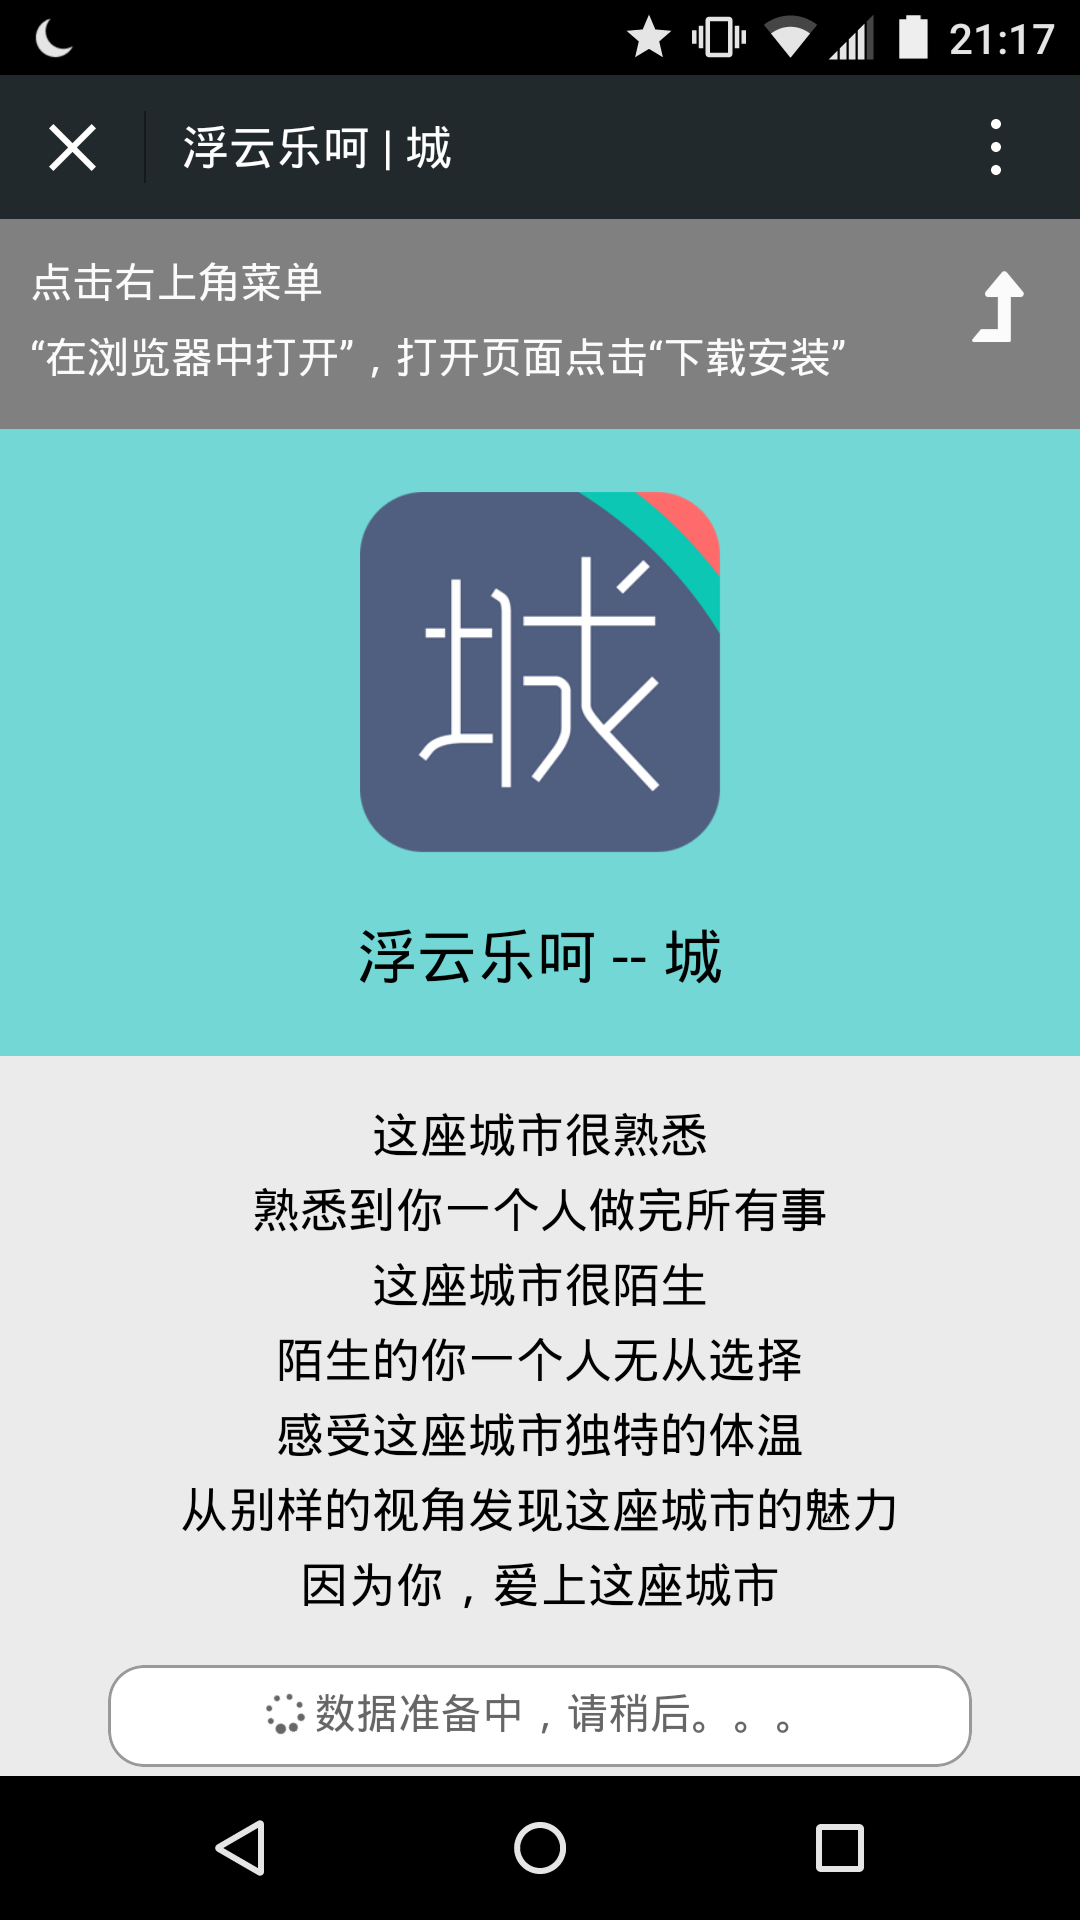 21:17
浮云乐呵 | 城
点击右上角菜单
“在浏览器中打开”，打开页面点击“下载安装”
城
浮云乐呵 -- 城
这座城市很熟悉
熟悉到你一个人做完所有事
这座城市很陌生
陌生的你一个人无从选择
感受这座城市独特的体温
从别样的视角发现这座城市的魅力
因为你，爱上这座城市
数据准备中，请稍后。。。